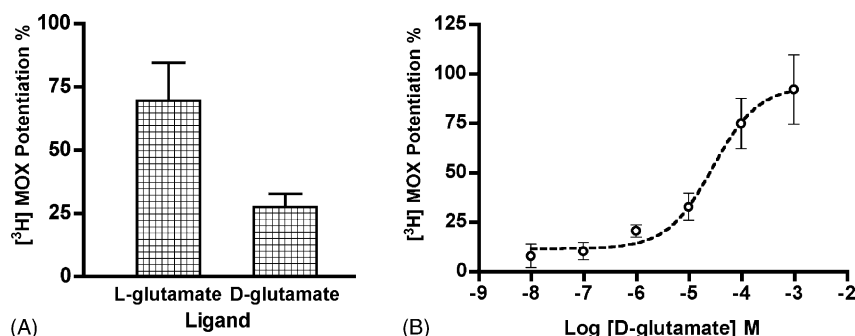 100
75
50
25
0
[³H] MOX Potentiation %
L-glutamate D-glutamate
Ligand
(A)
125
100
75
50
25
0
[³H] MOX Potentiation %
-9 -8 -7 -6 -5 -4 -3 -2
Log [D-glutamate] M
(B)